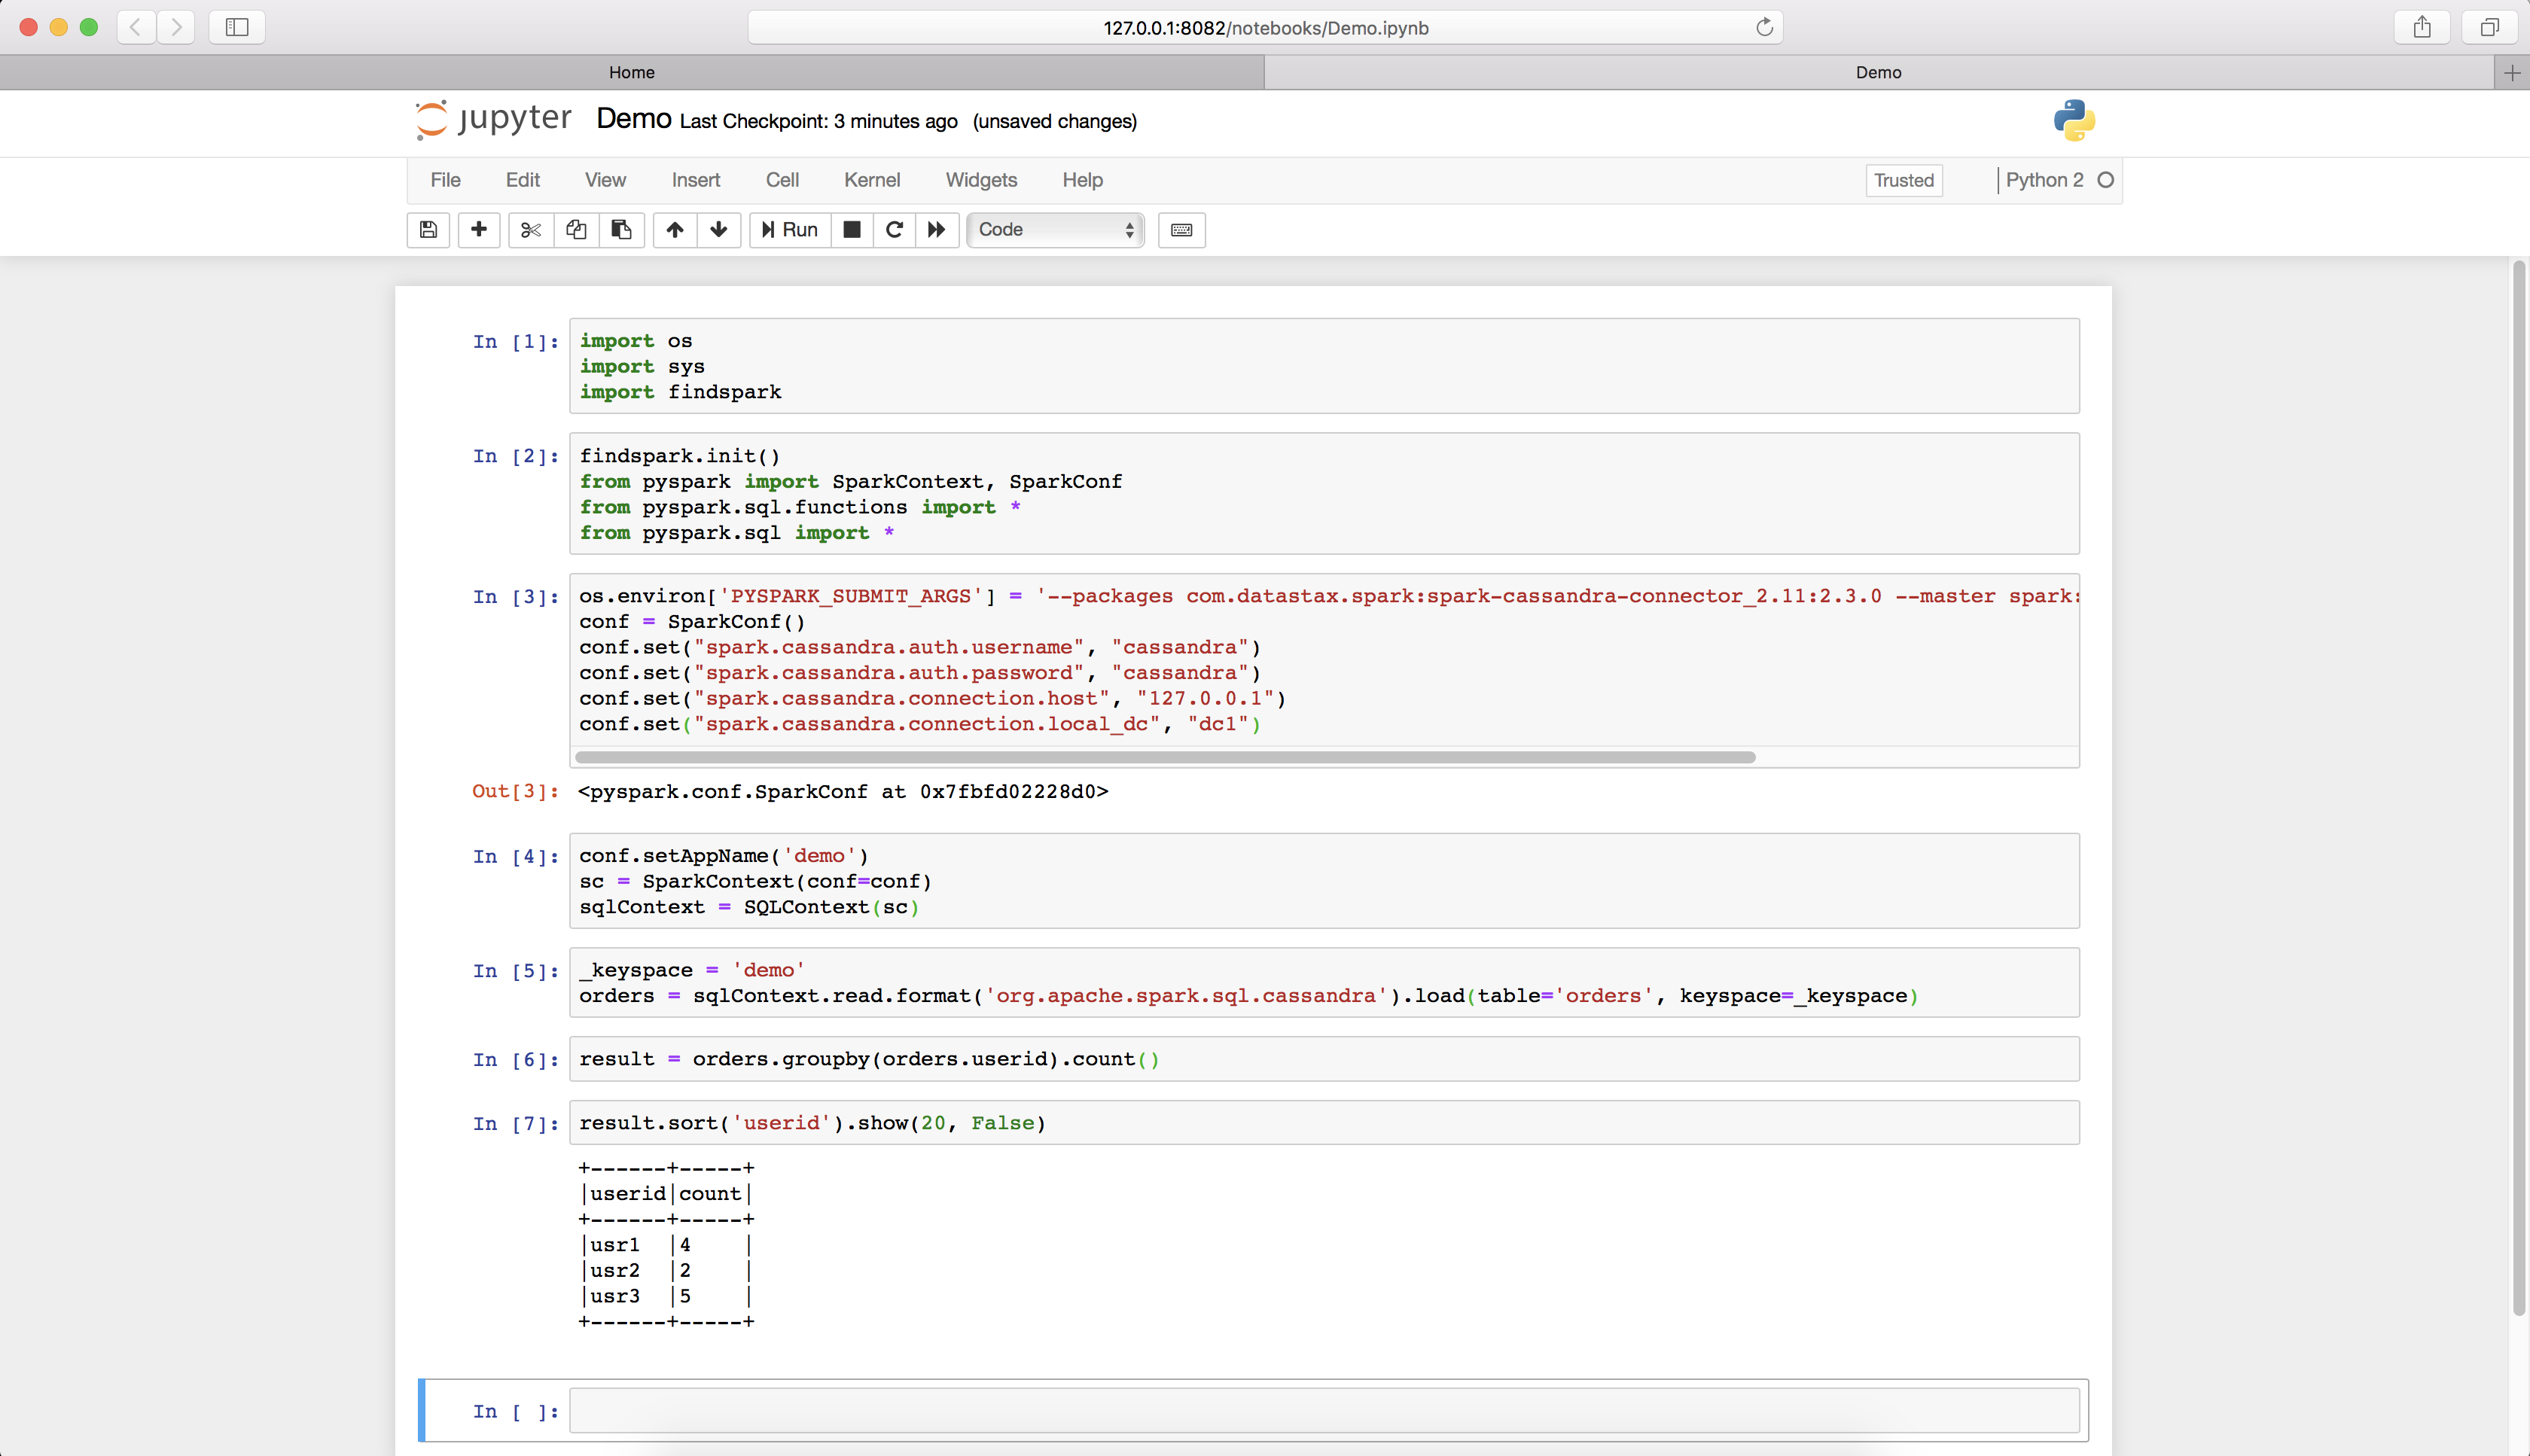 127.0.0.1:8082/notebooks/Demo.ipynb
Home
Demo
jupyter Demo Last Checkpoint: 3 minutes ago (unsaved changes)
File Edit View Insert Cell Kernel Widgets Help Trusted Python 2
Run Code
In [1]: import os
import sys
import findspark
In [2]: findspark.init()
from pyspark import SparkContext, SparkConf
from pyspark.sql.functions import *
from pyspark.sql import *
In [3]: os.environ['PYSPARK_SUBMIT_ARGS'] = '--packages com.datastax.spark:spark-cassandra-connector_2.11:2.3.0 --master spark:
conf = SparkConf()
conf.set("spark.cassandra.auth.username", "cassandra")
conf.set("spark.cassandra.auth.password", "cassandra")
conf.set("spark.cassandra.connection.host", "127.0.0.1")
conf.set("spark.cassandra.connection.local_dc", "dc1")
Out[3]: <pyspark.conf.SparkConf at 0x7fbfd02228d0>
In [4]: conf.setAppName('demo')
sc = SparkContext(conf=conf)
sqlContext = SQLContext(sc)
In [5]: _keyspace = 'demo'
orders = sqlContext.read.format('org.apache.spark.sql.cassandra').load(table='orders', keyspace=_keyspace)
In [6]: result = orders.groupby(orders.userid).count()
In [7]: result.sort('userid').show(20, False)
+------+-----+
|userid|count|
+------+-----+
|usr1  |4    |
|usr2  |2    |
|usr3  |5    |
+------+-----+
In [ ]: